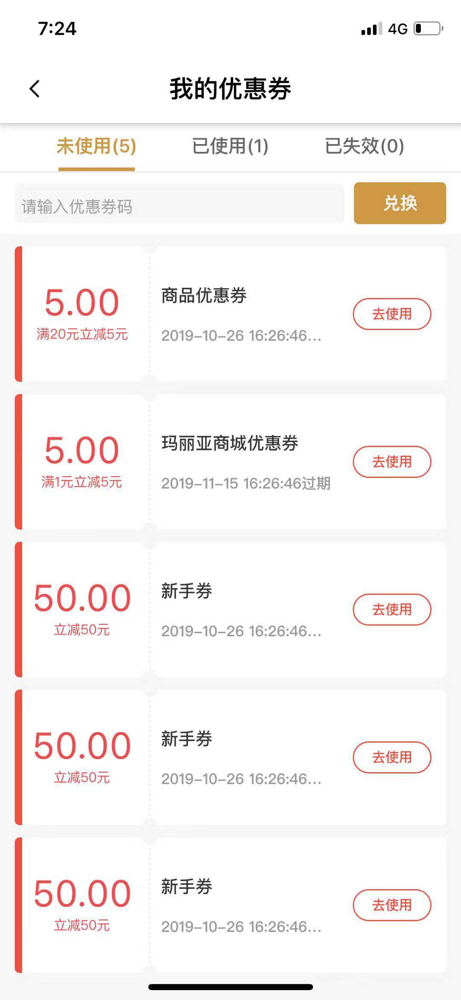 7:24
4G
我的优惠券
未使用(5)
已使用(1)
已失效(0)
请输入优惠券码
兑换
5.00
满20元立减5元
商品优惠券
2019-10-26 16:26:46...
去使用
5.00
满1元立减5元
玛丽亚商城优惠券
2019-11-15 16:26:46过期
去使用
50.00
立减50元
新手券
2019-10-26 16:26:46...
去使用
50.00
立减50元
新手券
2019-10-26 16:26:46...
去使用
50.00
立减50元
新手券
2019-10-26 16:26:46...
去使用